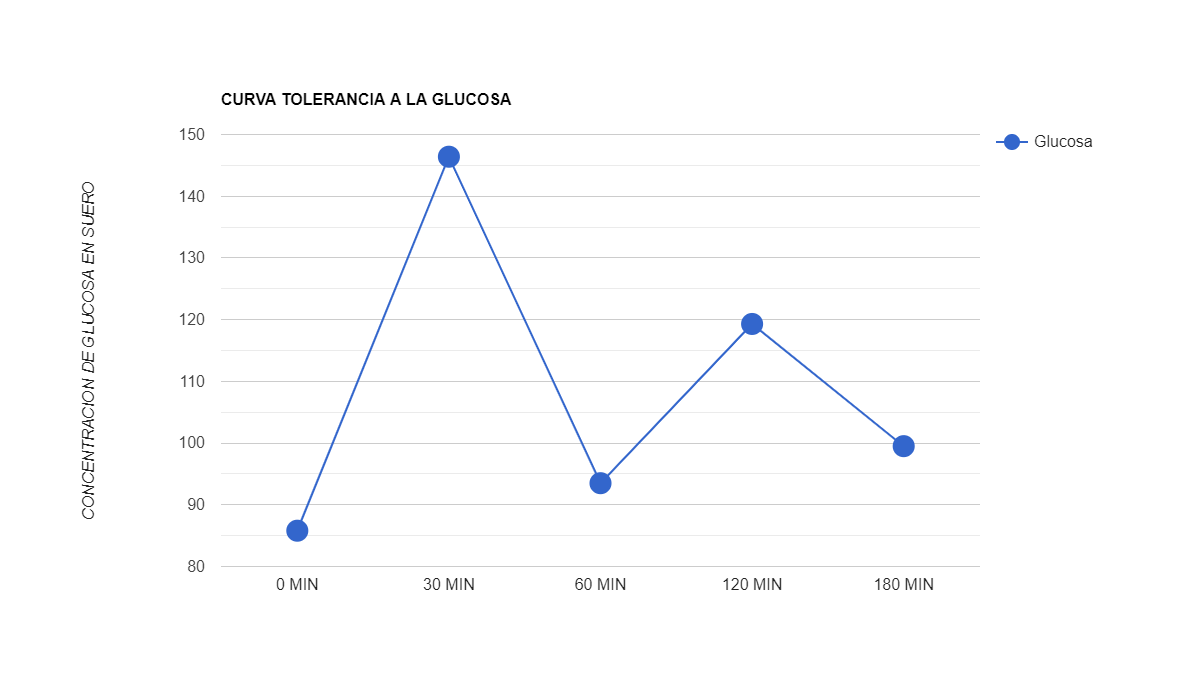 CURVA TOLERANCIA A LA GLUCOSA
Glucosa
CONCENTRACION DE GLUCOSA EN SUERO
150
140
130
120
110
100
90
80
0 MIN
30 MIN
60 MIN
120 MIN
180 MIN